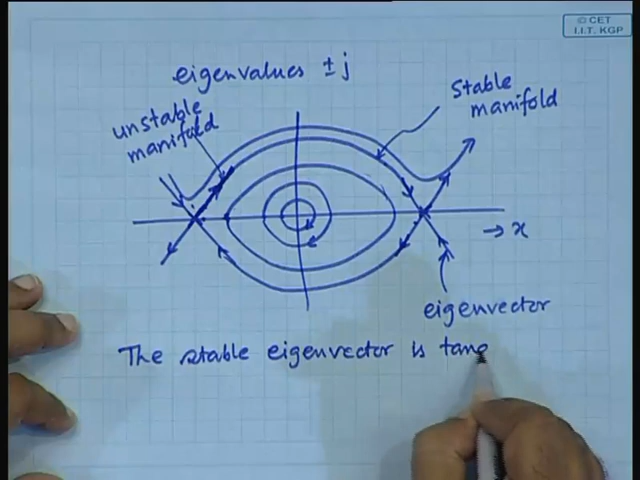 © CET
I.I.T. KGP
eigenvalues ± j
unstable
manifold
stable
manifold
→ x
eigenvector
The stable eigenvector is tang